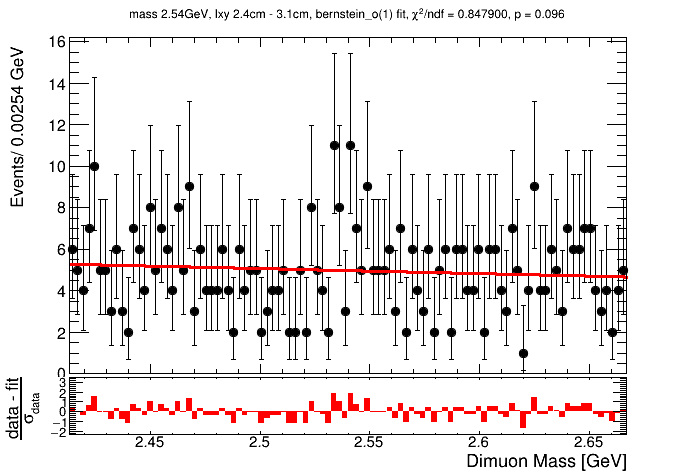 mass 2.54GeV, lxy 2.4cm - 3.1cm, bernstein_o(1) fit, χ²/ndf = 0.847900, p = 0.096
Events/ 0.00254 GeV
16
14
12
10
8
6
4
2
0
data - fit
σdata
3
2
1
0
−1
−2
2.45 2.5 2.55 2.6 2.65
Dimuon Mass [GeV]